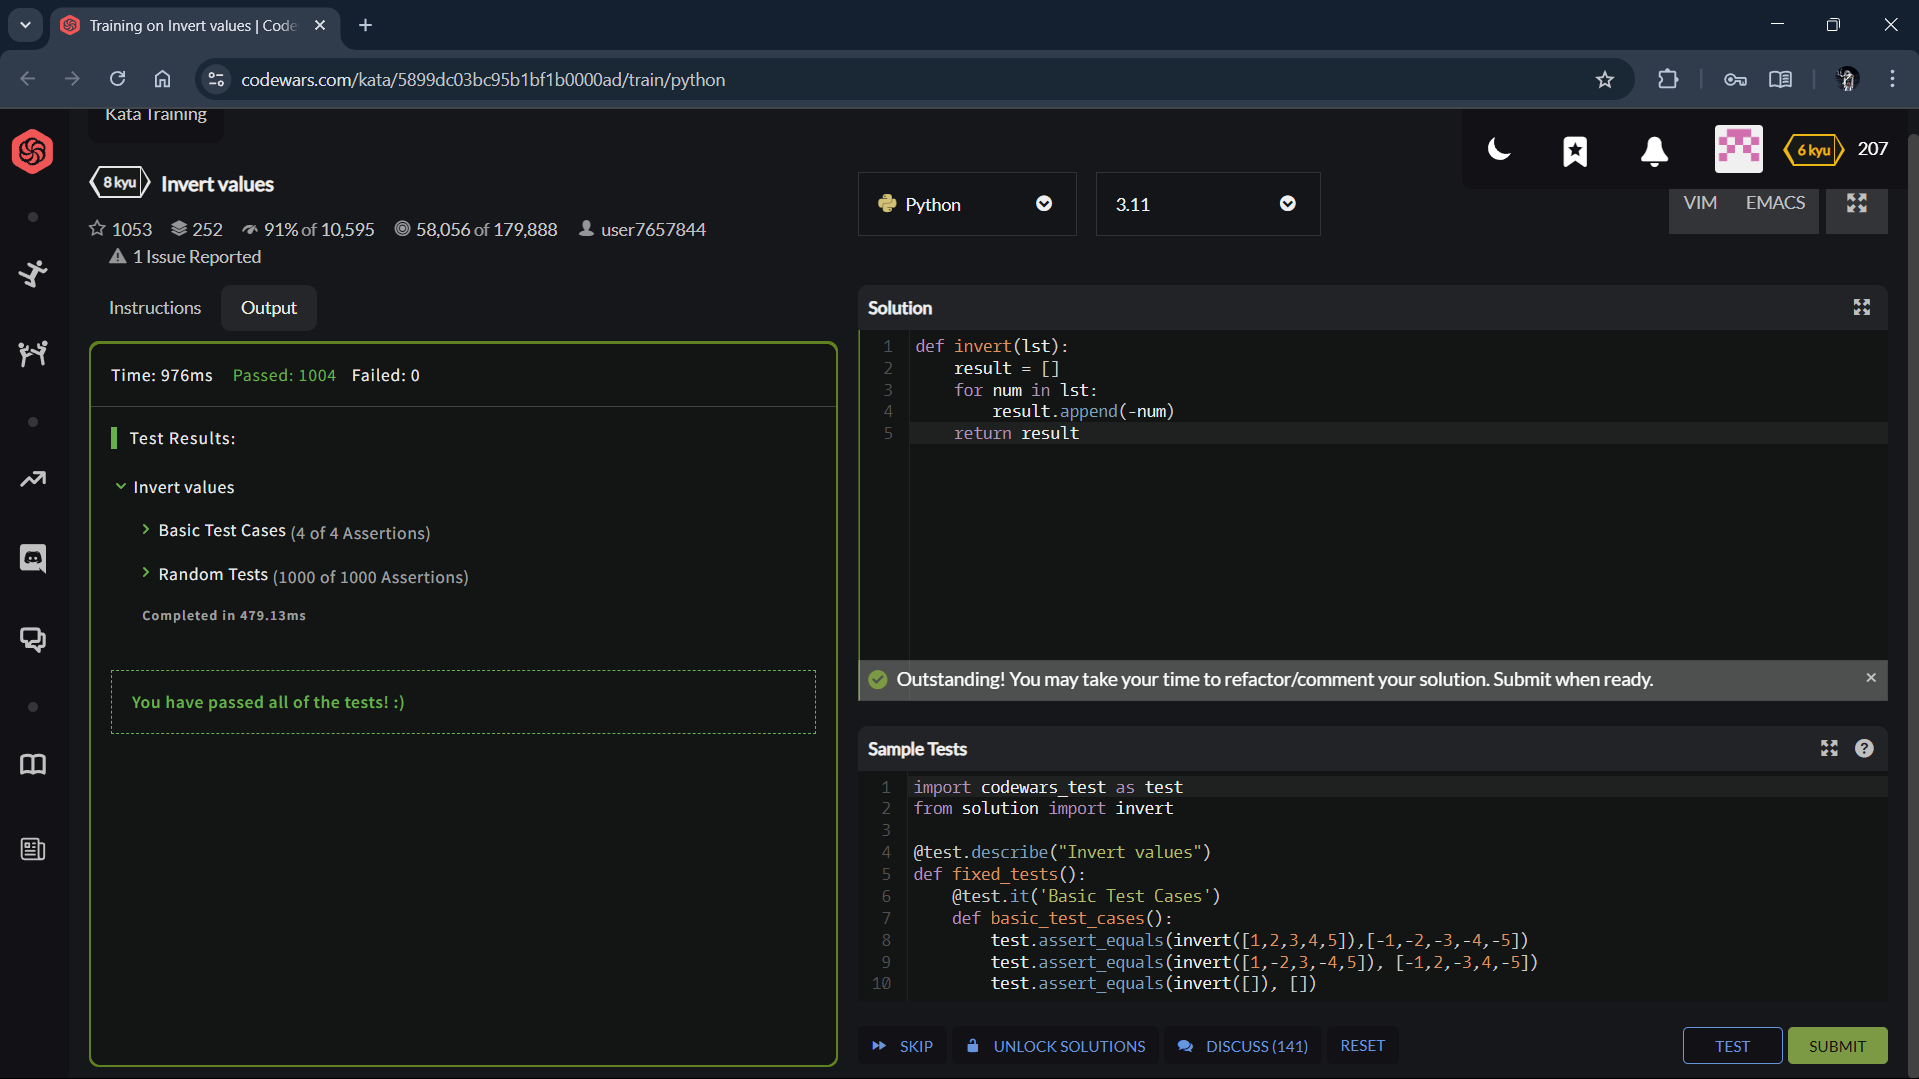 Training on Invert values | Code
codewars.com/kata/5899dc03bc95b1bf1b0000ad/train/python
Kata Training
6 kyu 207
8 kyu Invert values
1053 252 91% of 10,595 58,056 of 179,888 user7657844
1 Issue Reported
Python
3.11
VIM EMACS
Instructions Output
Time: 976ms Passed: 1004 Failed: 0
Test Results:
Invert values
Basic Test Cases (4 of 4 Assertions)
Random Tests (1000 of 1000 Assertions)
Completed in 479.13ms
You have passed all of the tests! :)
Solution
1 def invert(lst):
2     result = []
3     for num in lst:
4         result.append(-num)
5     return result
Outstanding! You may take your time to refactor/comment your solution. Submit when ready.
Sample Tests
1 import codewars_test as test
2 from solution import invert
3
4 @test.describe("Invert values")
5 def fixed_tests():
6     @test.it('Basic Test Cases')
7     def basic_test_cases():
8         test.assert_equals(invert([1,2,3,4,5]),[-1,-2,-3,-4,-5])
9         test.assert_equals(invert([1,-2,3,-4,5]), [-1,2,-3,4,-5])
10         test.assert_equals(invert([]), [])
SKIP UNLOCK SOLUTIONS DISCUSS (141) RESET
TEST SUBMIT